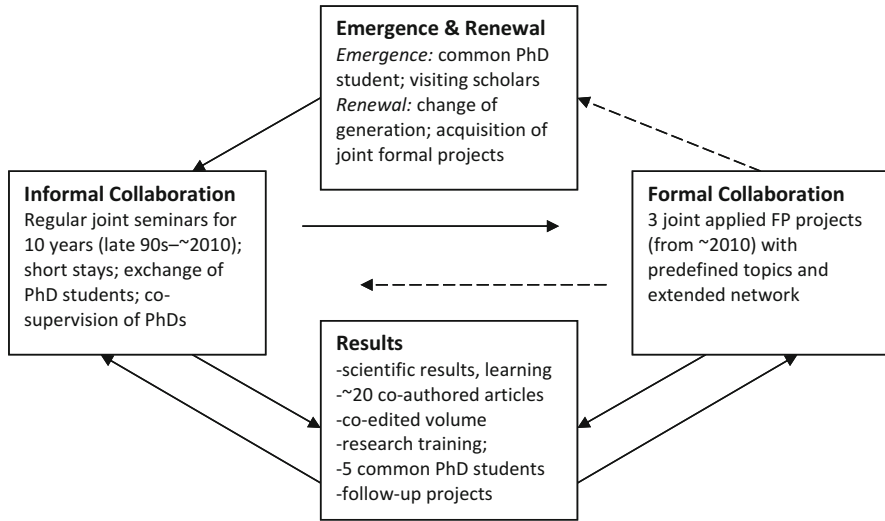 Emergence & Renewal
Emergence: common PhD
student; visiting scholars
Renewal: change of
generation; acquisition of
joint formal projects
Informal Collaboration
Regular joint seminars for
10 years (late 90s–~2010);
short stays; exchange of
PhD students; co-
supervision of PhDs
Formal Collaboration
3 joint applied FP projects
(from ~2010) with
predefined topics and
extended network
Results
-scientific results, learning
-~20 co-authored articles
-co-edited volume
-research training;
-5 common PhD students
-follow-up projects